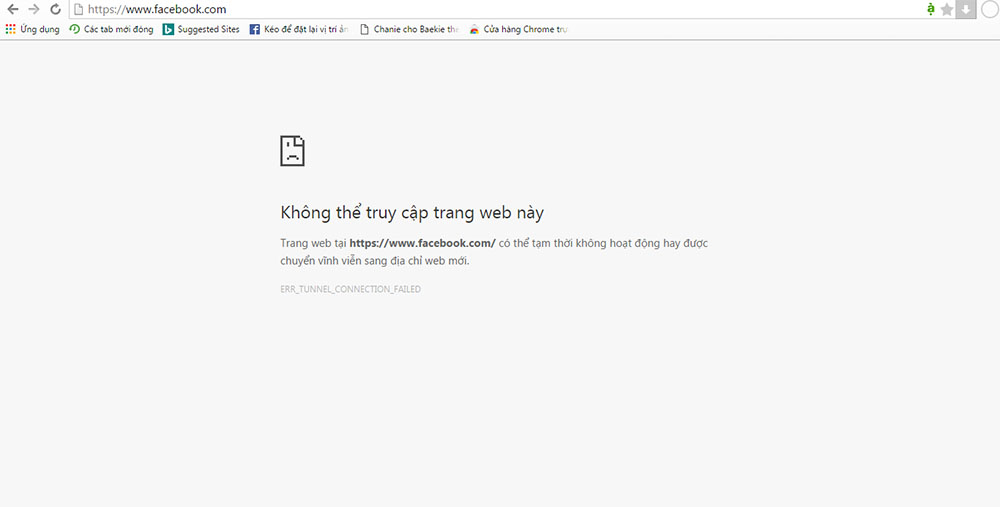 https://www.facebook.com
Ứng dụng Các tab mới đóng Suggested Sites Kéo để đặt lại vị trí Chanie cho Baekie Cửa hàng Chrome
Không thể truy cập trang web này
Trang web tại https://www.facebook.com/ có thể tạm thời không hoạt động hay được
chuyển vĩnh viễn sang địa chỉ web mới.
ERR_TUNNEL_CONNECTION_FAILED